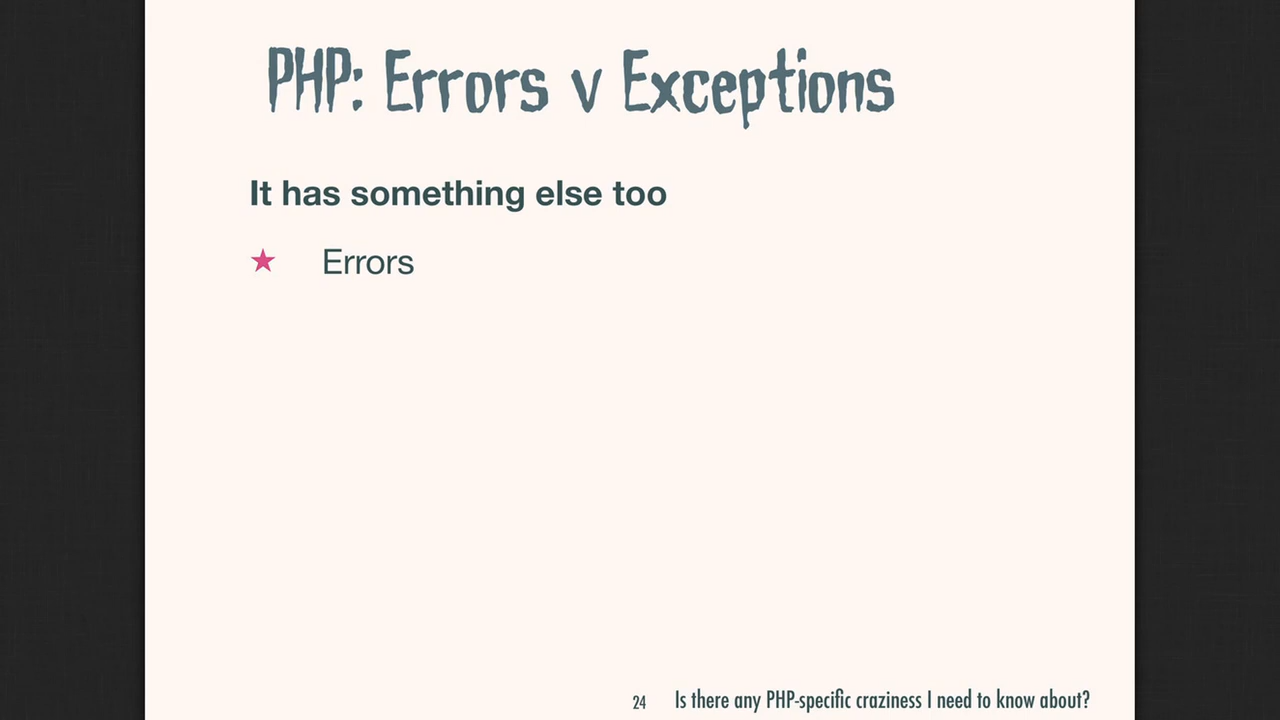 PHP: Errors v Exceptions
It has something else too
★ Errors
24 Is there any PHP-specific craziness I need to know about?